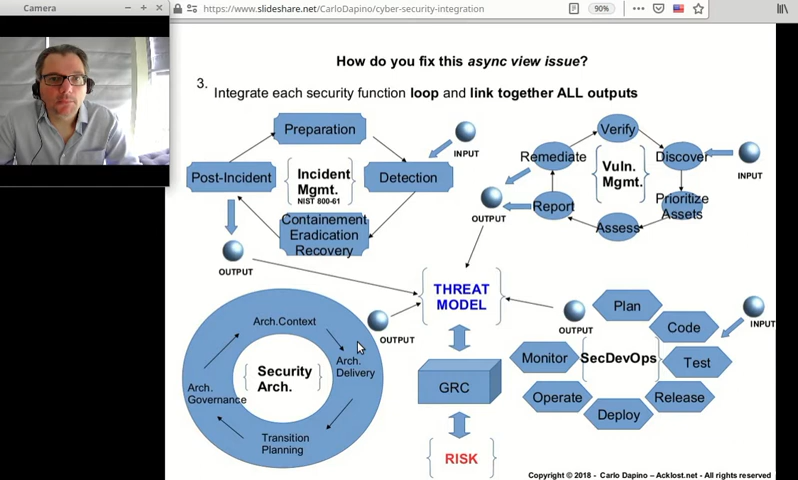 Camera
https://www.slideshare.net/CarloDapino/cyber-security-integration
90%
How do you fix this async view issue?
3. Integrate each security function loop and link together ALL outputs
Preparation
Post-Incident
Incident
Mgmt.
NIST 800-61
Detection
Containement
Eradication
Recovery
INPUT
OUTPUT
Verify
Remediate
Vuln.
Mgmt.
Discover
INPUT
Report
Prioritize
Assets
Assess
OUTPUT
THREAT
MODEL
Arch.Context
Security
Arch.
Arch.
Delivery
Arch.
Governance
Transition
Planning
OUTPUT
GRC
RISK
Plan
Code
INPUT
OUTPUT
Monitor
SecDevOps
Test
Operate
Release
Deploy
Copyright © 2018 - Carlo Dapino – Acklost.net - All rights reserved